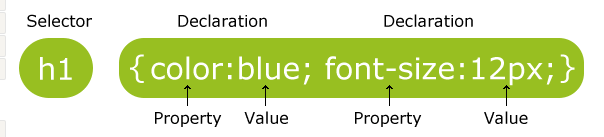 Selector Declaration Declaration
h1 {color:blue; font-size:12px;}
Property Value Property Value